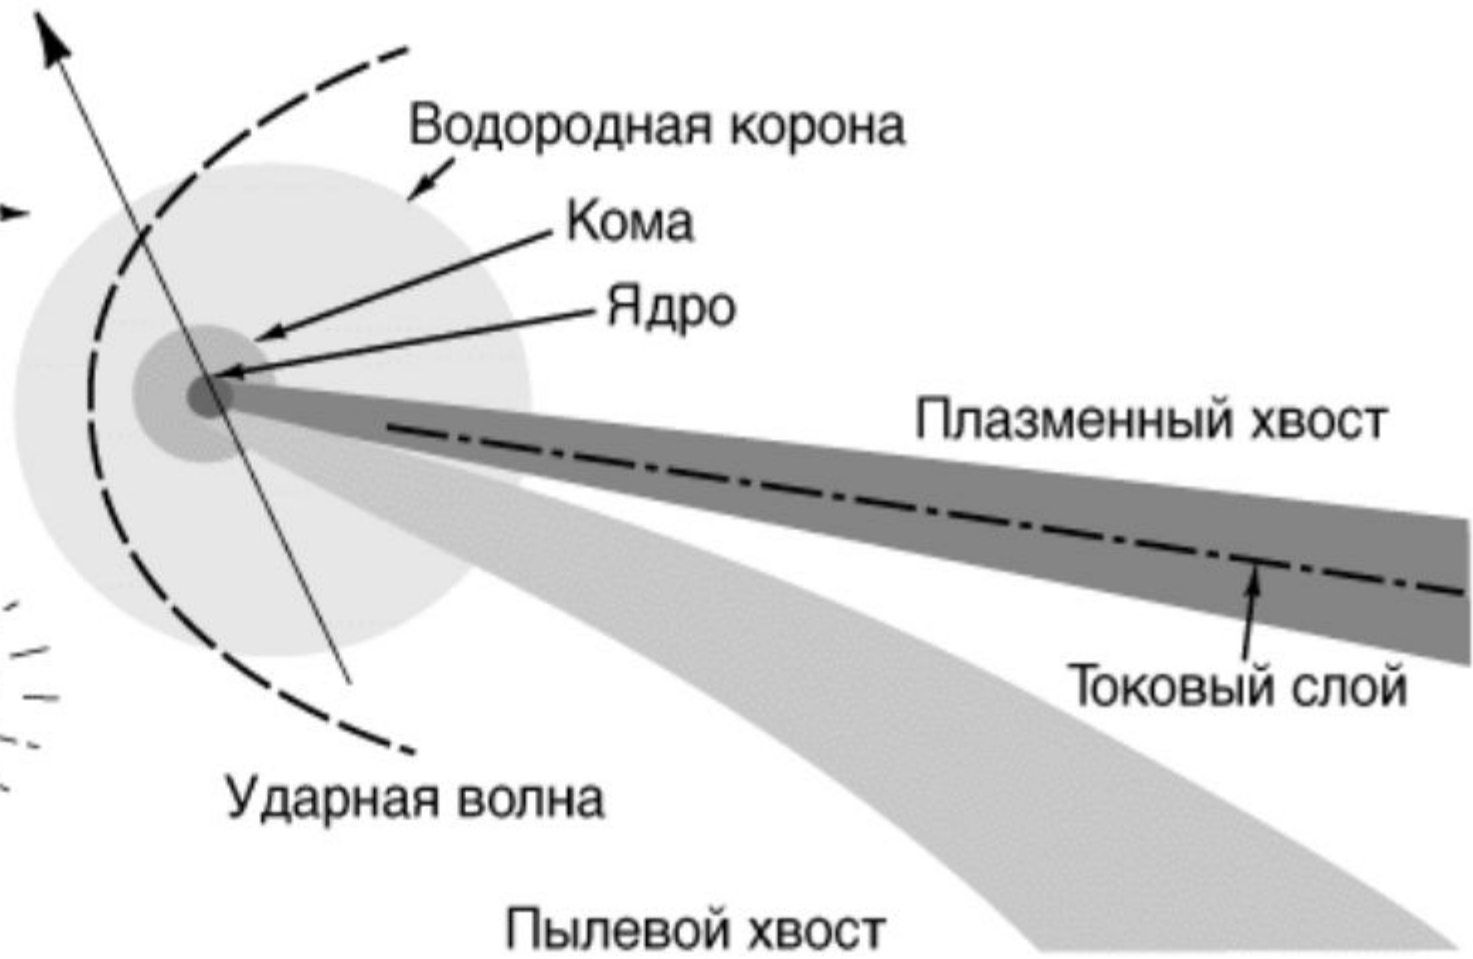 Водородная корона
Кома
Ядро
Плазменный хвост
Токовый слой
Ударная волна
Пылевой хвост